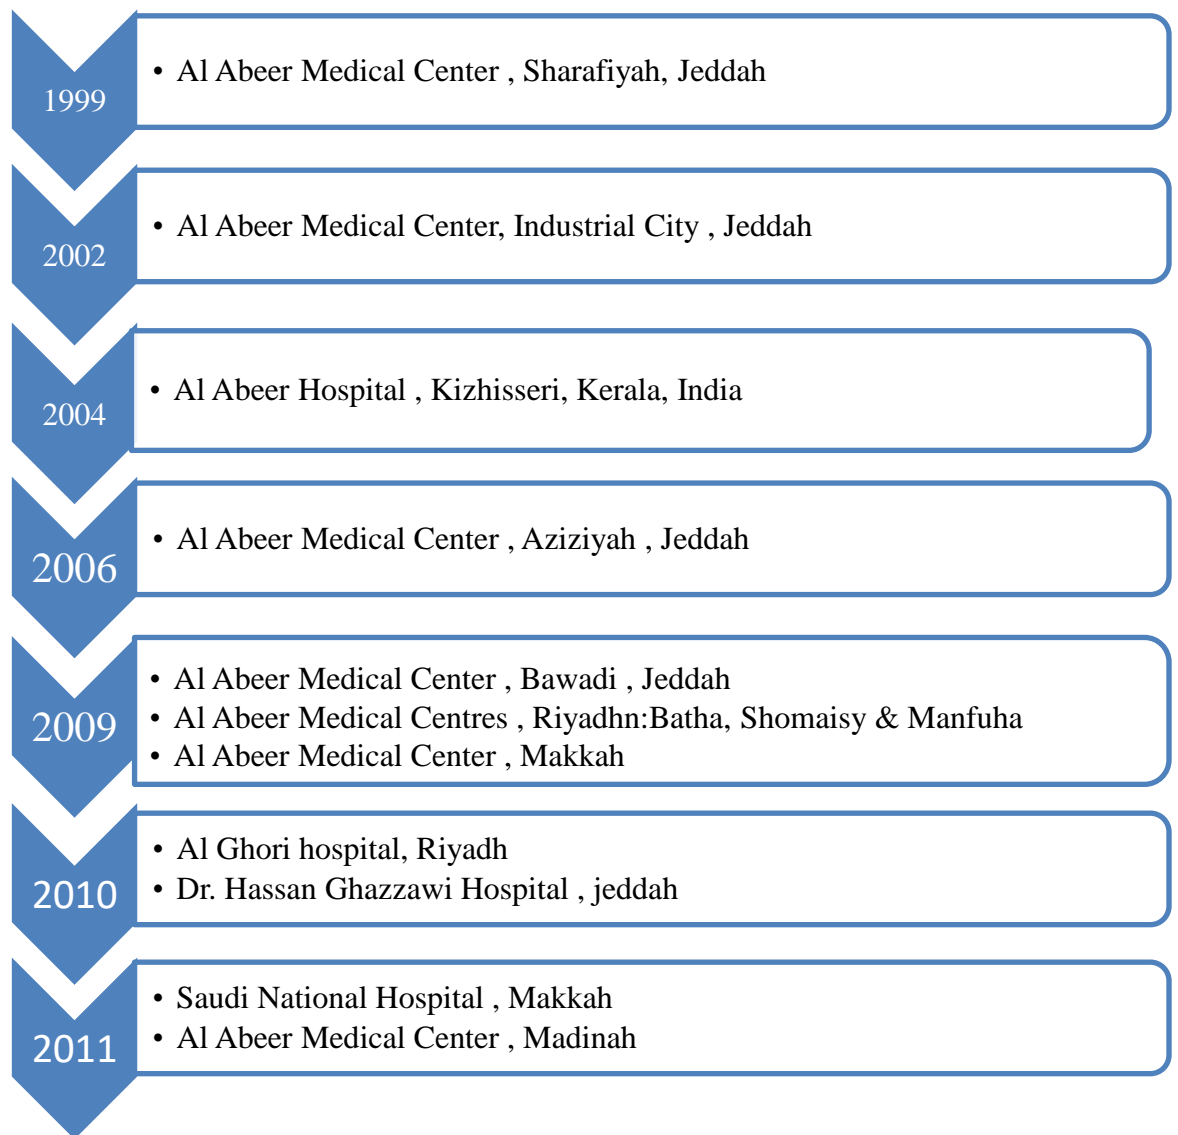 1999
• Al Abeer Medical Center , Sharafiyah, Jeddah
2002
• Al Abeer Medical Center, Industrial City , Jeddah
2004
• Al Abeer Hospital , Kizhisseri, Kerala, India
2006
• Al Abeer Medical Center , Aziziyah , Jeddah
2009
• Al Abeer Medical Center , Bawadi , Jeddah
• Al Abeer Medical Centres , Riyadhn:Batha, Shomaisy & Manfuha
• Al Abeer Medical Center , Makkah
2010
• Al Ghori hospital, Riyadh
• Dr. Hassan Ghazzawi Hospital , jeddah
2011
• Saudi National Hospital , Makkah
• Al Abeer Medical Center , Madinah